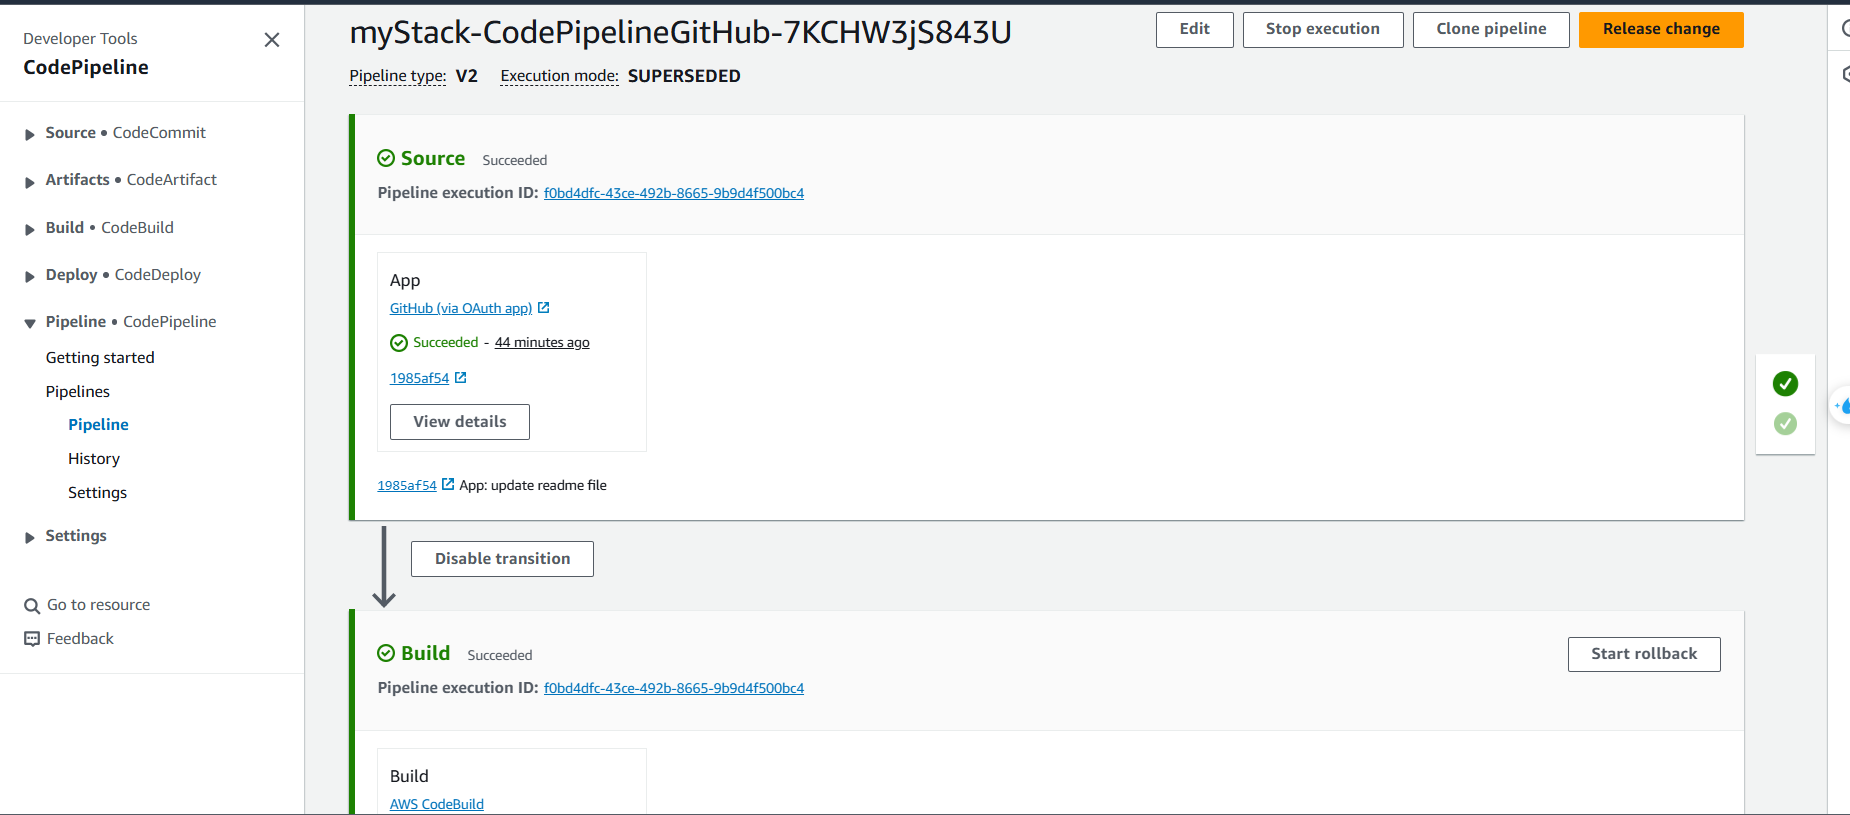 Developer Tools
CodePipeline
Source • CodeCommit
Artifacts • CodeArtifact
Build • CodeBuild
Deploy • CodeDeploy
Pipeline • CodePipeline
Getting started
Pipelines
Pipeline
History
Settings
Settings
Go to resource
Feedback
myStack-CodePipelineGitHub-7KCHW3jS843U
Edit
Stop execution
Clone pipeline
Release change
Pipeline type: V2 Execution mode: SUPERSEDED
Source Succeeded
Pipeline execution ID: f0bd4dfc-43ce-492b-8665-9b9d4f500bc4
App
GitHub (via OAuth app)
Succeeded - 44 minutes ago
1985af54
View details
1985af54 App: update readme file
Disable transition
Build Succeeded
Start rollback
Pipeline execution ID: f0bd4dfc-43ce-492b-8665-9b9d4f500bc4
Build
AWS CodeBuild